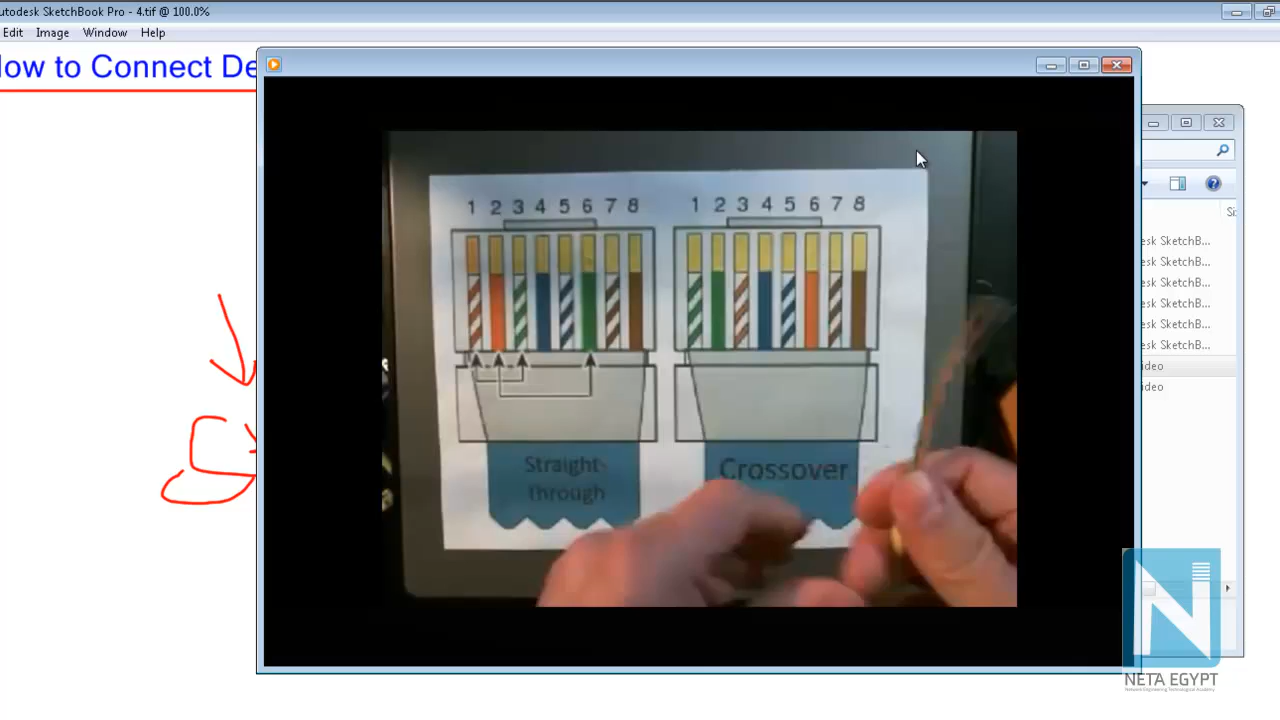 utodesk SketchBook Pro - 4.tif @ 100.0%
Edit Image Window Help
ow to Connect De
1 2 3 4 5 6 7 8
1 2 3 4 5 6 7 8
Straight-
Through
Crossover
esk SketchB...
esk SketchB...
esk SketchB...
esk SketchB...
esk SketchB...
esk SketchB...
ideo
ideo
NETA EGYPT